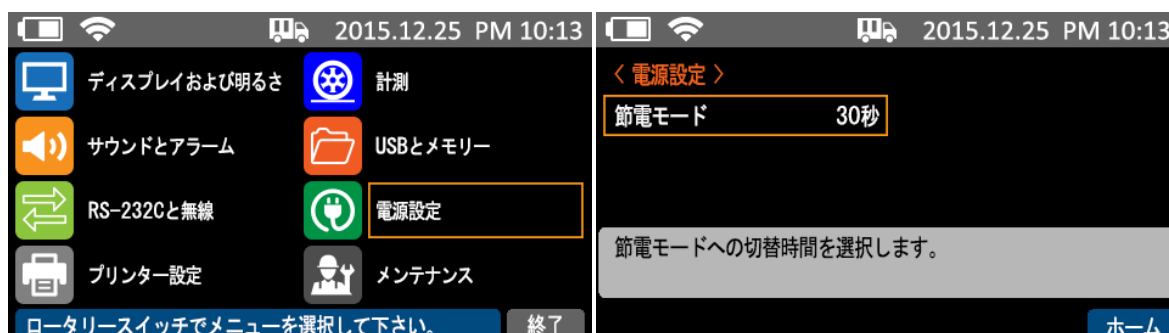 2015.12.25 PM 10:13
ディスプレイおよび明るさ
計測
サウンドとアラーム
USBとメモリー
RS-232Cと無線
電源設定
プリンター設定
メンテナンス
ロータリースイッチでメニューを選択して下さい。
終了
2015.12.25 PM 10:13
〈 電源設定 〉
節電モード 30秒
節電モードへの切替時間を選択します。
ホーム